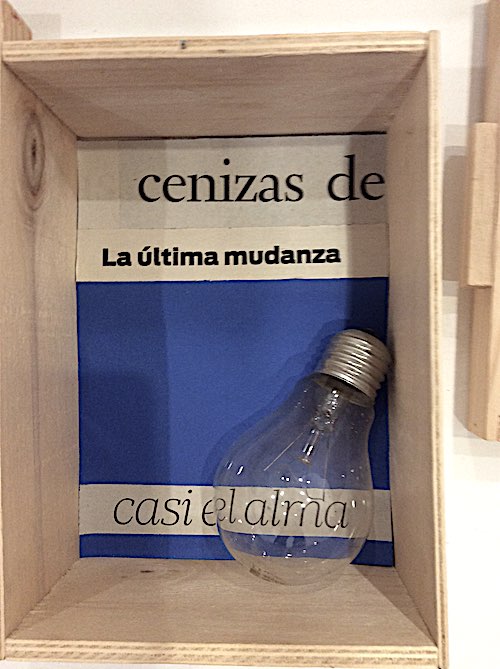 cenizas de
La última mudanza
casi el alma